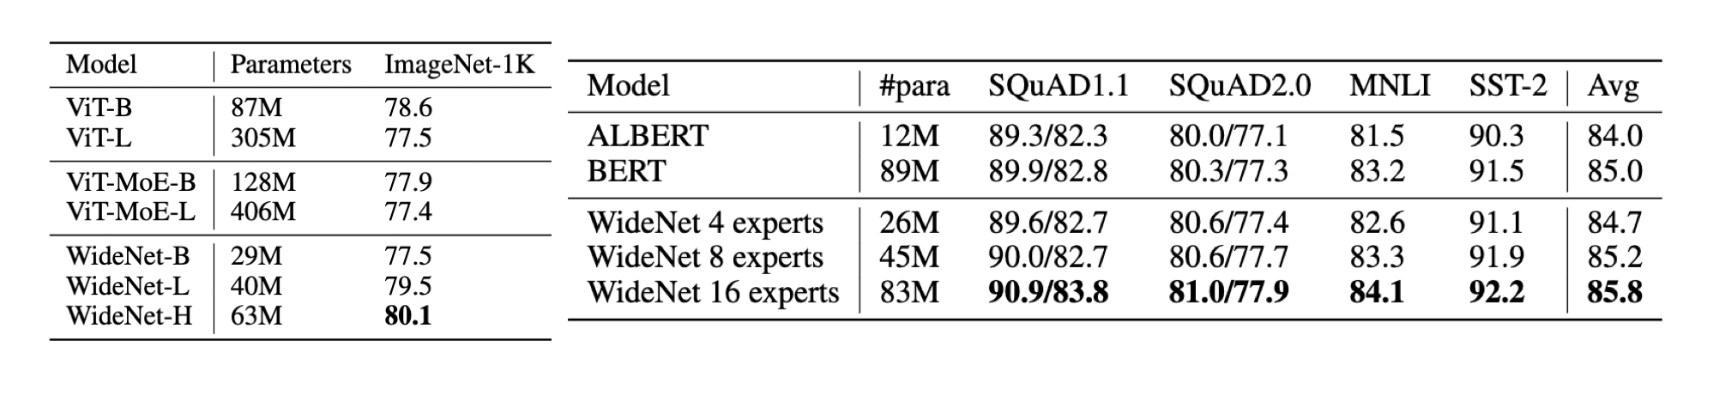 Model Parameters ImageNet-1K
ViT-B 87M 78.6
ViT-L 305M 77.5
ViT-MoE-B 128M 77.9
ViT-MoE-L 406M 77.4
WideNet-B 29M 77.5
WideNet-L 40M 79.5
WideNet-H 63M 80.1
Model #para SQuAD1.1 SQuAD2.0 MNLI SST-2 Avg
ALBERT 12M 89.3/82.3 80.0/77.1 81.5 90.3 84.0
BERT 89M 89.9/82.8 80.3/77.3 83.2 91.5 85.0
WideNet 4 experts 26M 89.6/82.7 80.6/77.4 82.6 91.1 84.7
WideNet 8 experts 45M 90.0/82.7 80.6/77.7 83.3 91.9 85.2
WideNet 16 experts 83M 90.9/83.8 81.0/77.9 84.1 92.2 85.8